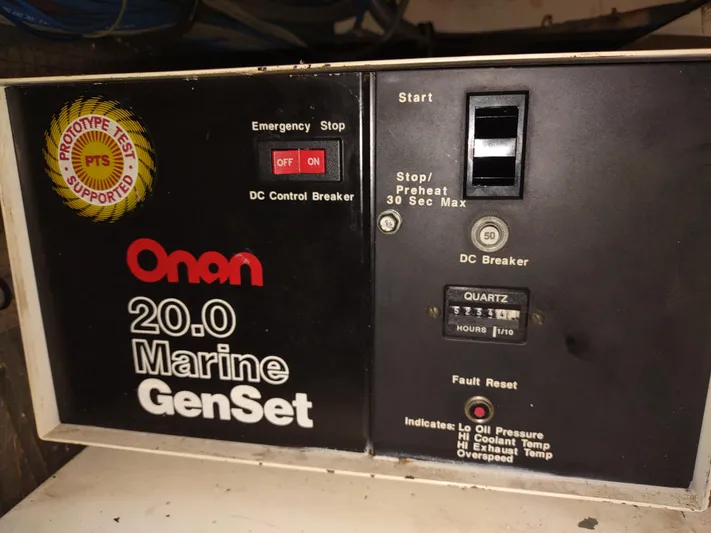 PROTOTYPE TEST
PTS
SUPPORTED
Emergency Stop
OFF ON
DC Control Breaker
Onan
20.0
Marine
GenSet
Start
Stop/
Preheat
30 Sec Max
50
DC Breaker
QUARTZ
HOURS 1/10
Fault Reset
Indicates: Lo Oil Pressure
Hi Coolant Temp
Hi Exhaust Temp
Overspeed